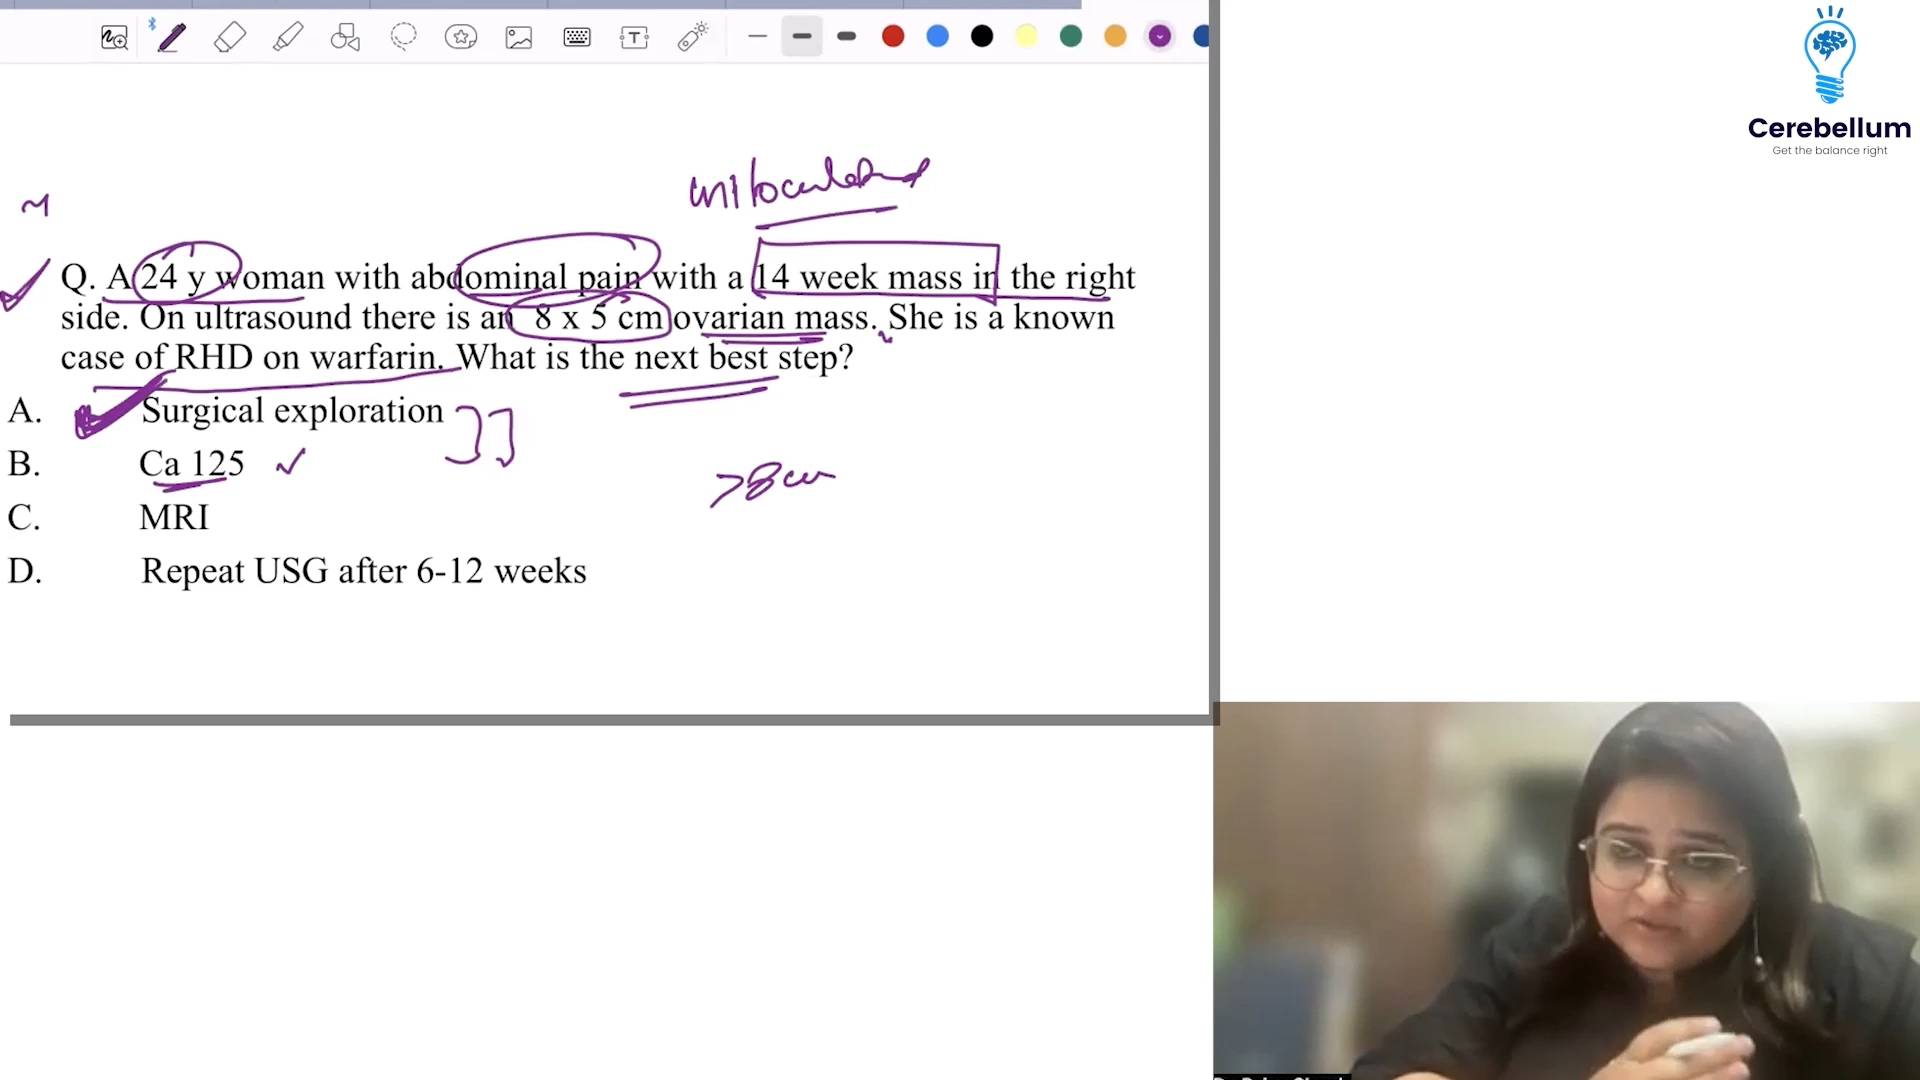 Cerebellum
Get the balance right
unilocular
Q. A 24 y woman with abdominal pain with a 14 week mass in the right
side. On ultrasound there is an 8 x 5 cm ovarian mass. She is a known
case of RHD on warfarin. What is the next best step?
A. Surgical exploration
B. Ca 125
>8cm
C. MRI
D. Repeat USG after 6-12 weeks